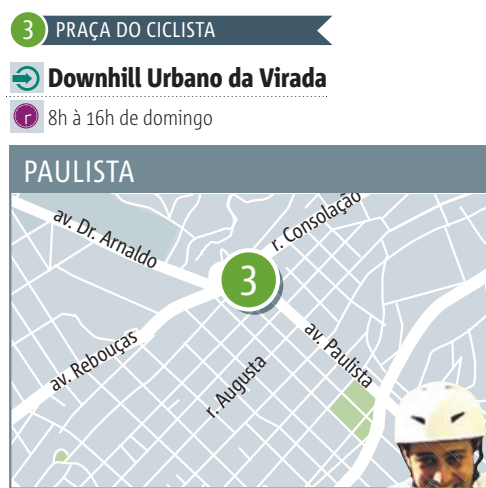 3 PRAÇA DO CICLISTA
Downhill Urbano da Virada
r 8h à 16h de domingo
PAULISTA
av. Dr. Arnaldo
r. Consolação
3
av. Rebouças
r. Augusta
av. Paulista